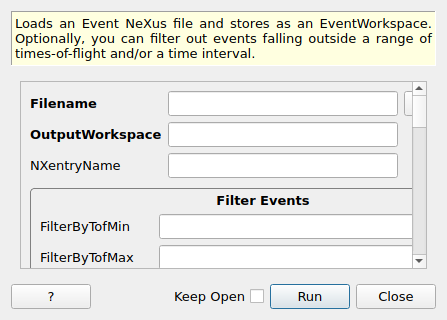 Loads an Event NeXus file and stores as an EventWorkspace.
Optionally, you can filter out events falling outside a range of
times-of-flight and/or a time interval.
Filename
OutputWorkspace
NXentryName
Filter Events
FilterByTofMin
FilterByTofMax
?
Keep Open
Run
Close